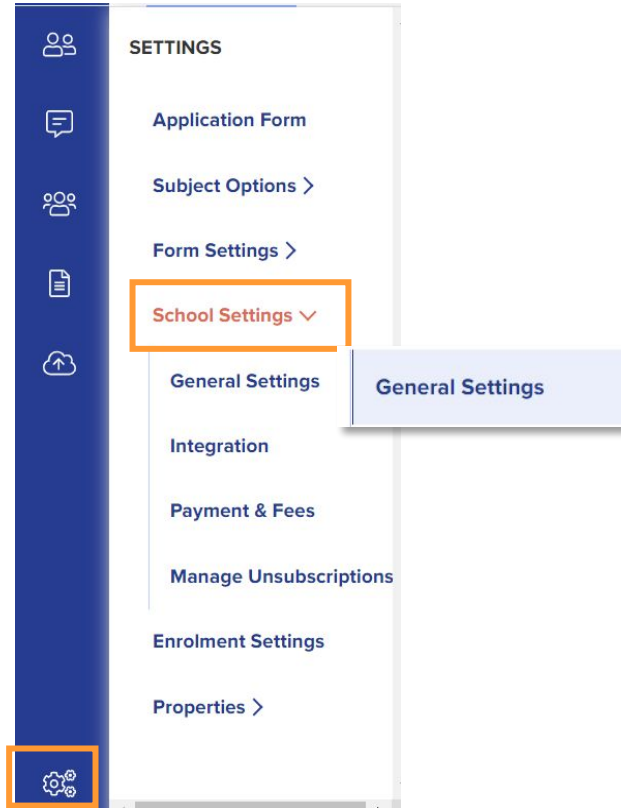 SETTINGS
Application Form
Subject Options >
Form Settings >
School Settings
General Settings
General Settings
Integration
Payment & Fees
Manage Unsubscriptions
Enrolment Settings
Properties >